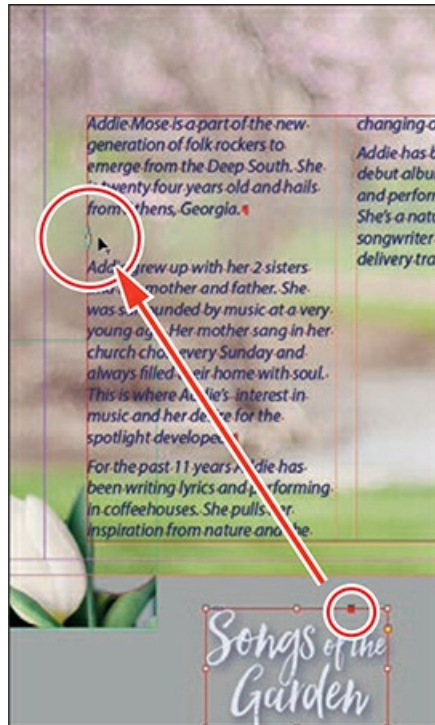 Addie Mose is a part of the new
generation of folk rockers to
emerge from the Deep South. She
twenty four years old and hails
from Athens, Georgia.
Addie grew up with her 2 sisters
and mother and father. She
was surrounded by music at a very
young age. Her mother sang in her
church choir every Sunday and
always filled their home with soul.
This is where Addie's interest in
music and her desire for the
spotlight developed.
For the past 11 years Addie has
been writing lyrics and performing
in coffeehouses. She pulls her
inspiration from nature and the
changing
Addie has b
debut albu
and perfor
She's a natu
songwriter
delivery tra
Songs of the
Garden